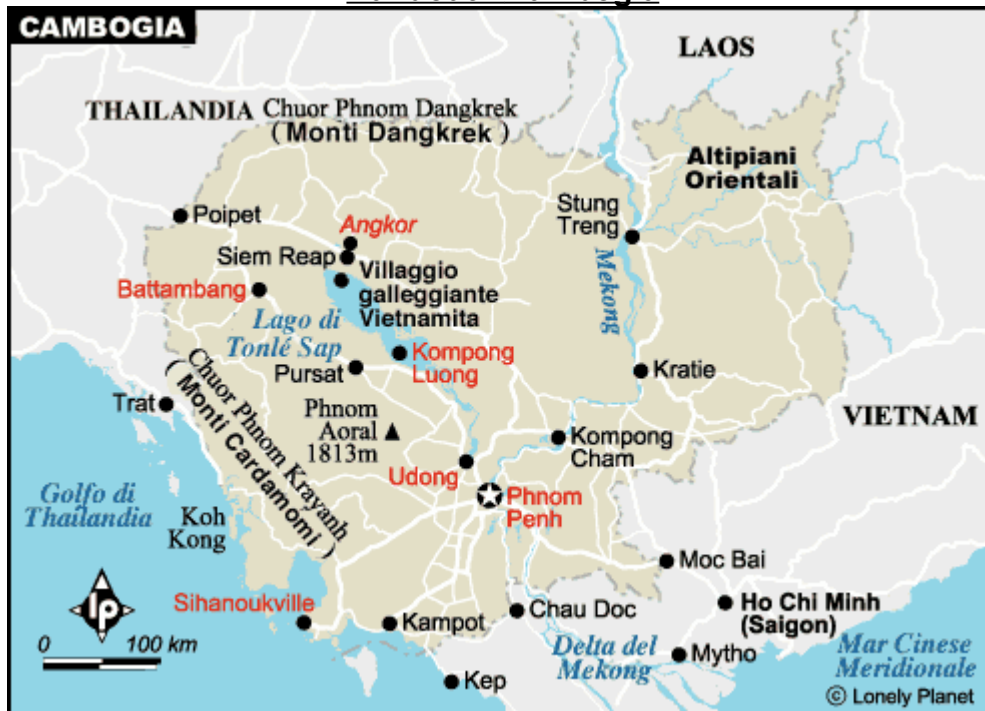 CAMBOGIA
LAOS
THAILANDIA
Chuor Phnom Dangkrek
(Monti Dangkrek)
Altipiani
Orientali
Stung
Treng
Poipet
Angkor
Siem Reap
Villaggio
galleggiante
Vietnamita
Battambang
Mekong
Lago di
Tonlé Sap
Kompong
Luong
Pursat
Kratie
Chuor Phnom Krayanh
(Monti Cardamomi)
Trat
Phnom
Aoral
1813m
VIETNAM
Kompong
Cham
Udong
Golfo di
Thailandia
Koh
Kong
Phnom
Penh
Moc Bai
lp
Sihanoukville
Kampot
Chau Doc
Ho Chi Minh
(Saigon)
0 100 km
Delta del
Mekong
Mytho
Mar Cinese
Meridionale
Kep
© Lonely Planet